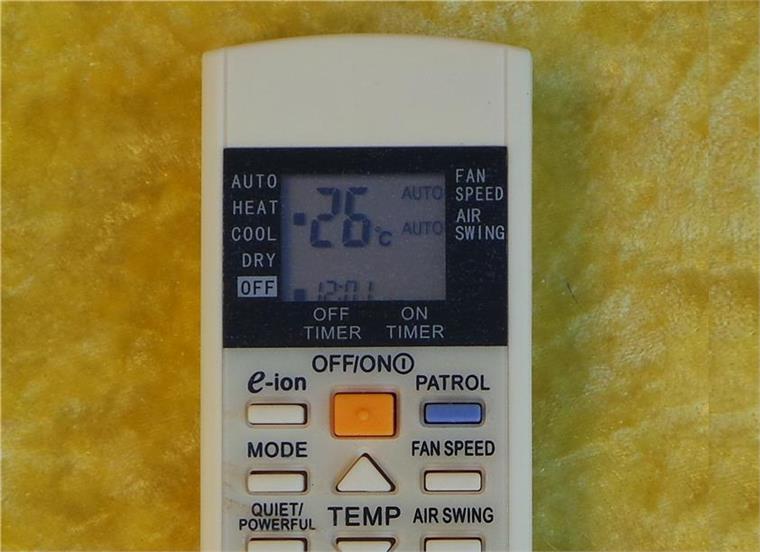 AUTO
HEAT
COOL
DRY
OFF
26°C
AUTO
AUTO
12:01
FAN
SPEED
AIR
SWING
OFF
TIMER
ON
TIMER
OFF/ON
e-ion
PATROL
MODE
FAN SPEED
QUIET/
POWERFUL
TEMP
AIR SWING